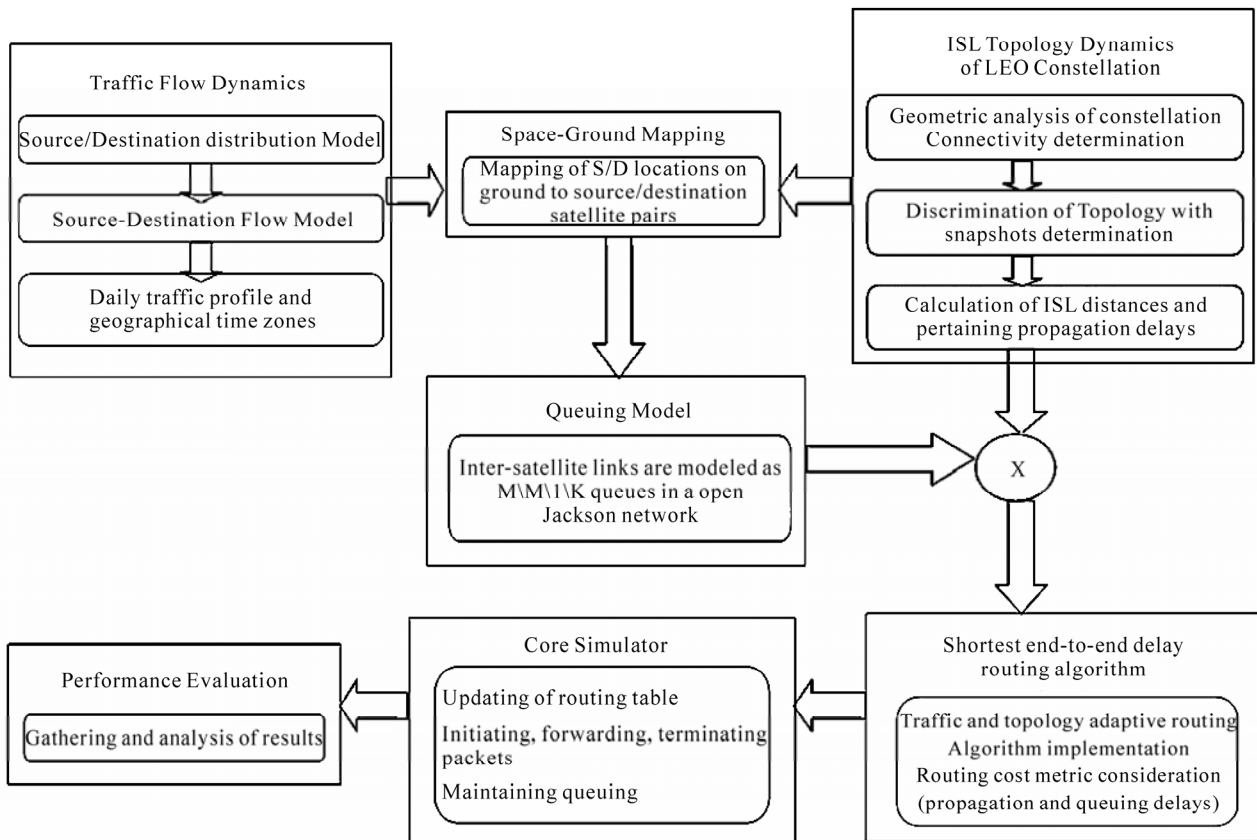 Traffic Flow Dynamics
Source/Destination distribution Model
Source-Destination Flow Model
Daily traffic profile and
geographical time zones
Space-Ground Mapping
Mapping of S/D locations on
ground to source/destination
satellite pairs
ISL Topology Dynamics
of LEO Constellation
Geometric analysis of constellation
Connectivity determination
Discrimination of Topology with
snapshots determination
Calculation of ISL distances and
pertaining propagation delays
Queuing Model
Inter-satellite links are modeled as
M\M\1\K queues in a open
Jackson network
X
Shortest end-to-end delay
routing algorithm
Traffic and topology adaptive routing
Algorithm implementation
Routing cost metric consideration
(propagation and queuing delays)
Core Simulator
Updating of routing table
Initiating, forwarding, terminating
packets
Maintaining queuing
Performance Evaluation
Gathering and analysis of results